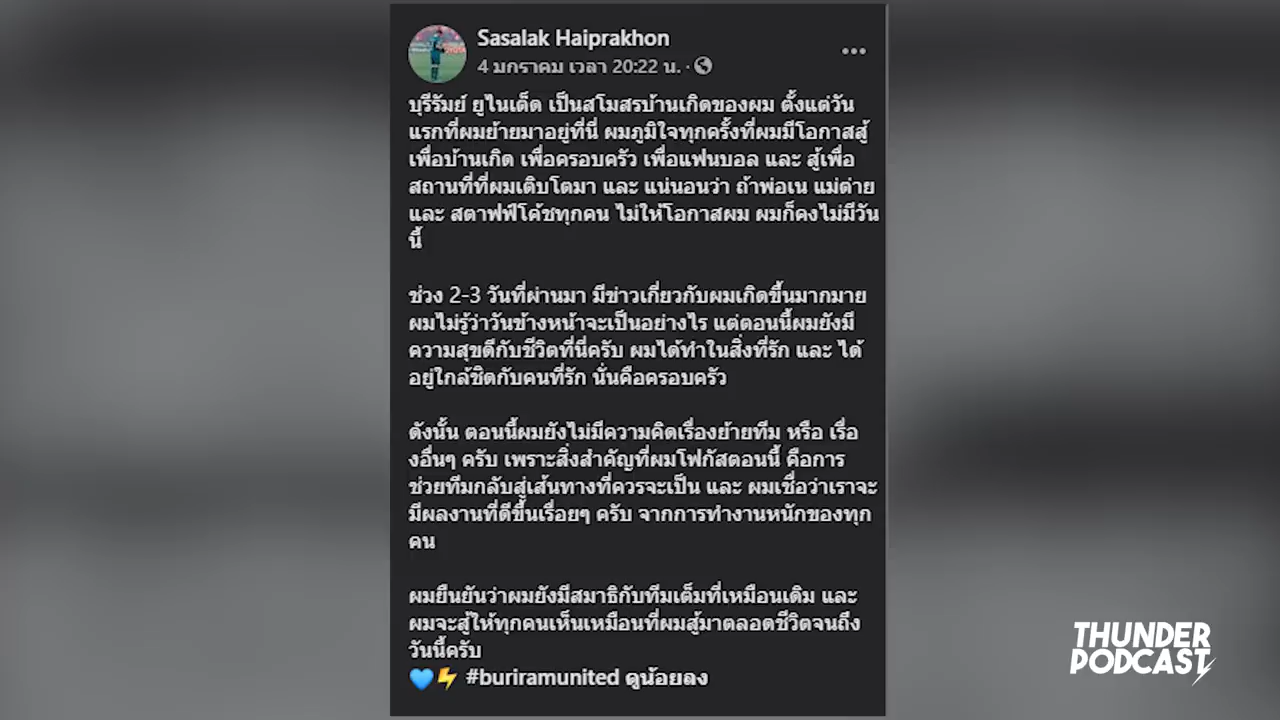 Sasalak Haiprakhon
4 มกราคม เวลา 20:22 น. ·
บุรีรัมย์ ยูไนเต็ด เป็นสโมสรบ้านเกิดของผม ตั้งแต่วัน
แรกที่ผมย้ายมาอยู่ที่นี่ ผมภูมิใจทุกครั้งที่ผมมีโอกาสสู้
เพื่อบ้านเกิด เพื่อครอบครัว เพื่อแฟนบอล และ สู้เพื่อ
สถานที่ที่ผมเติบโตมา และ แน่นอนว่า ถ้าพ่อเน แม่ต่าย
และ สตาฟฟ์โค้ชทุกคน ไม่ให้โอกาสผม ผมก็คงไม่มีวัน
นี้
ช่วง 2-3 วันที่ผ่านมา มีข่าวเกี่ยวกับผมเกิดขึ้นมากมาย
ผมไม่รู้ว่าวันข้างหน้าจะเป็นอย่างไร แต่ตอนนี้ผมยังมี
ความสุขดีกับชีวิตที่นี่ครับ ผมได้ทำในสิ่งที่รัก และ ได้
อยู่ใกล้ชิดกับคนที่รัก นั่นคือครอบครัว
ดังนั้น ตอนนี้ผมยังไม่มีความคิดเรื่องย้ายทีม หรือ เรื่อ
งอื่นๆ ครับ เพราะสิ่งสำคัญที่ผมโฟกัสตอนนี้ คือการ
ช่วยทีมกลับสู่เส้นทางที่ควรจะเป็น และ ผมเชื่อว่าเราจะ
มีผลงานที่ดีขึ้นเรื่อยๆ ครับ จากการทำงานหนักของทุก
คน
ผมยืนยันว่าผมยังมีสมาธิกับทีมเต็มที่เหมือนเดิม และ
ผมจะสู้ให้ทุกคนเห็นเหมือนที่ผมสู้มาตลอดชีวิตจนถึง
วันนี้ครับ
💙⚡ #buriramunited ดูน้อยลง
THUNDER
PODCAST